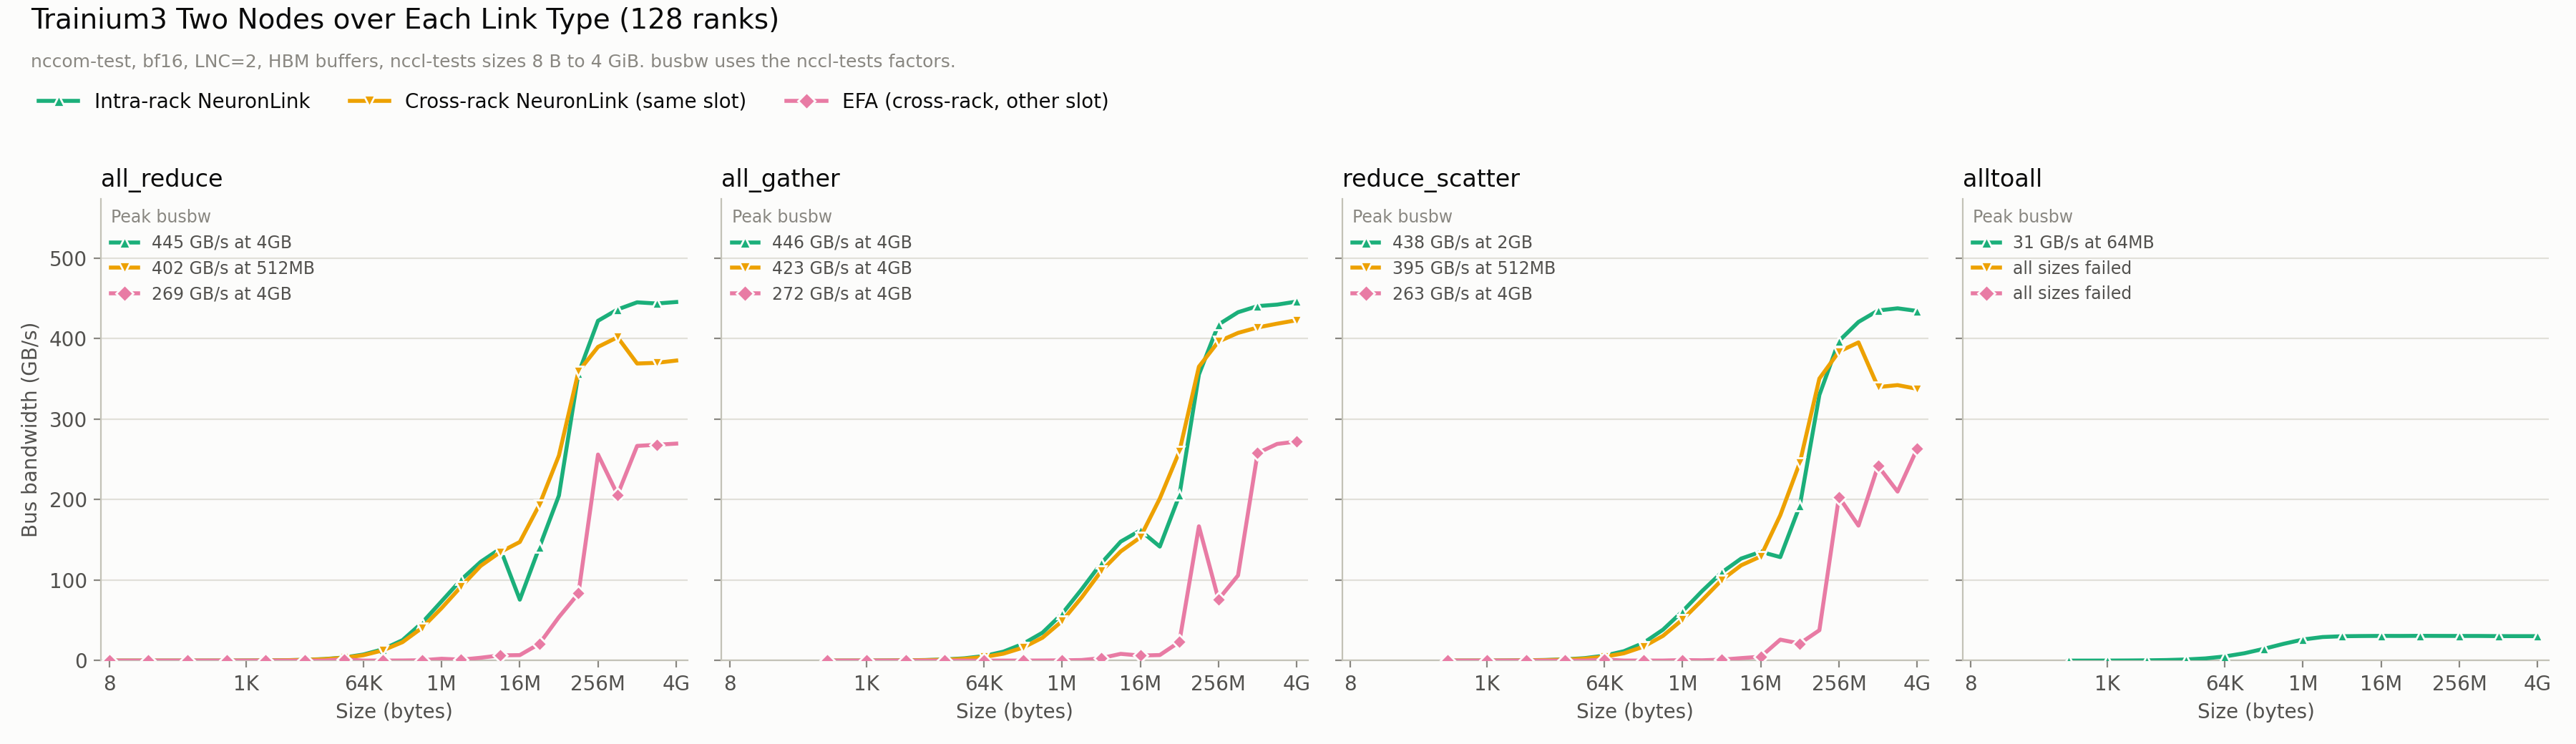 Trainium3 Two Nodes over Each Link Type (128 ranks)
nccom-test, bf16, LNC=2, HBM buffers, nccl-tests sizes 8 B to 4 GiB. busbw uses the nccl-tests factors.
Intra-rack NeuronLink
Cross-rack NeuronLink (same slot)
EFA (cross-rack, other slot)
all_reduce
Peak busbw
445 GB/s at 4GB
402 GB/s at 512MB
269 GB/s at 4GB
500
400
300
200
100
0
Bus bandwidth (GB/s)
8 1K 64K 1M 16M 256M 4G
Size (bytes)
all_gather
Peak busbw
446 GB/s at 4GB
423 GB/s at 4GB
272 GB/s at 4GB
8 1K 64K 1M 16M 256M 4G
Size (bytes)
reduce_scatter
Peak busbw
438 GB/s at 2GB
395 GB/s at 512MB
263 GB/s at 4GB
8 1K 64K 1M 16M 256M 4G
Size (bytes)
alltoall
Peak busbw
31 GB/s at 64MB
all sizes failed
all sizes failed
8 1K 64K 1M 16M 256M 4G
Size (bytes)